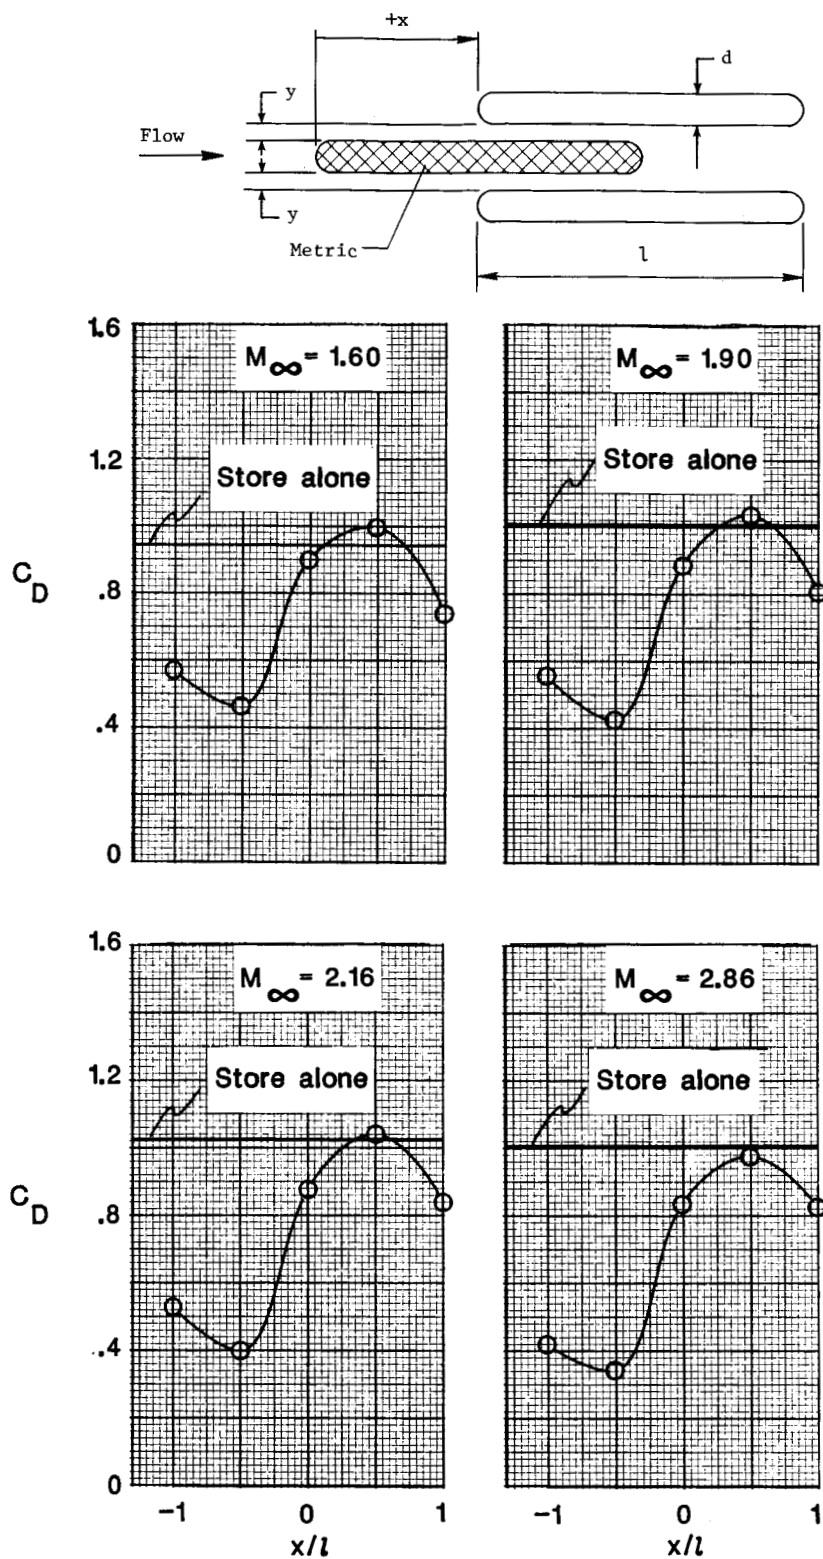 +x
d
y
Flow
y
Metric
l
1.6
M∞ = 1.60
M∞ = 1.90
1.2
Store alone
Store alone
CD
.8
.4
0
1.6
M∞ = 2.16
M∞ = 2.86
1.2
Store alone
Store alone
CD
.8
.4
0
-1 0 1
-1 0 1
x/l
x/l